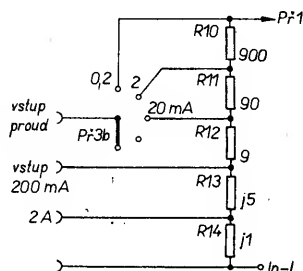 R10 Př1
900
0,2 2 R11
90
20 mA
vstup
proud
Př3b
R12
9
vstup
200 mA
R13
j5
2 A
R14
j1